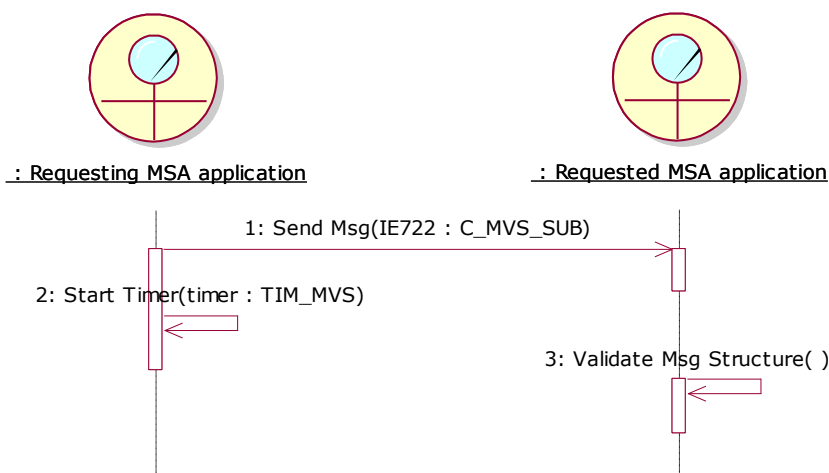 : Requesting MSA application
: Requested MSA application
1: Send Msg(IE722 : C_MVS_SUB)
2: Start Timer(timer : TIM_MVS)
3: Validate Msg Structure( )